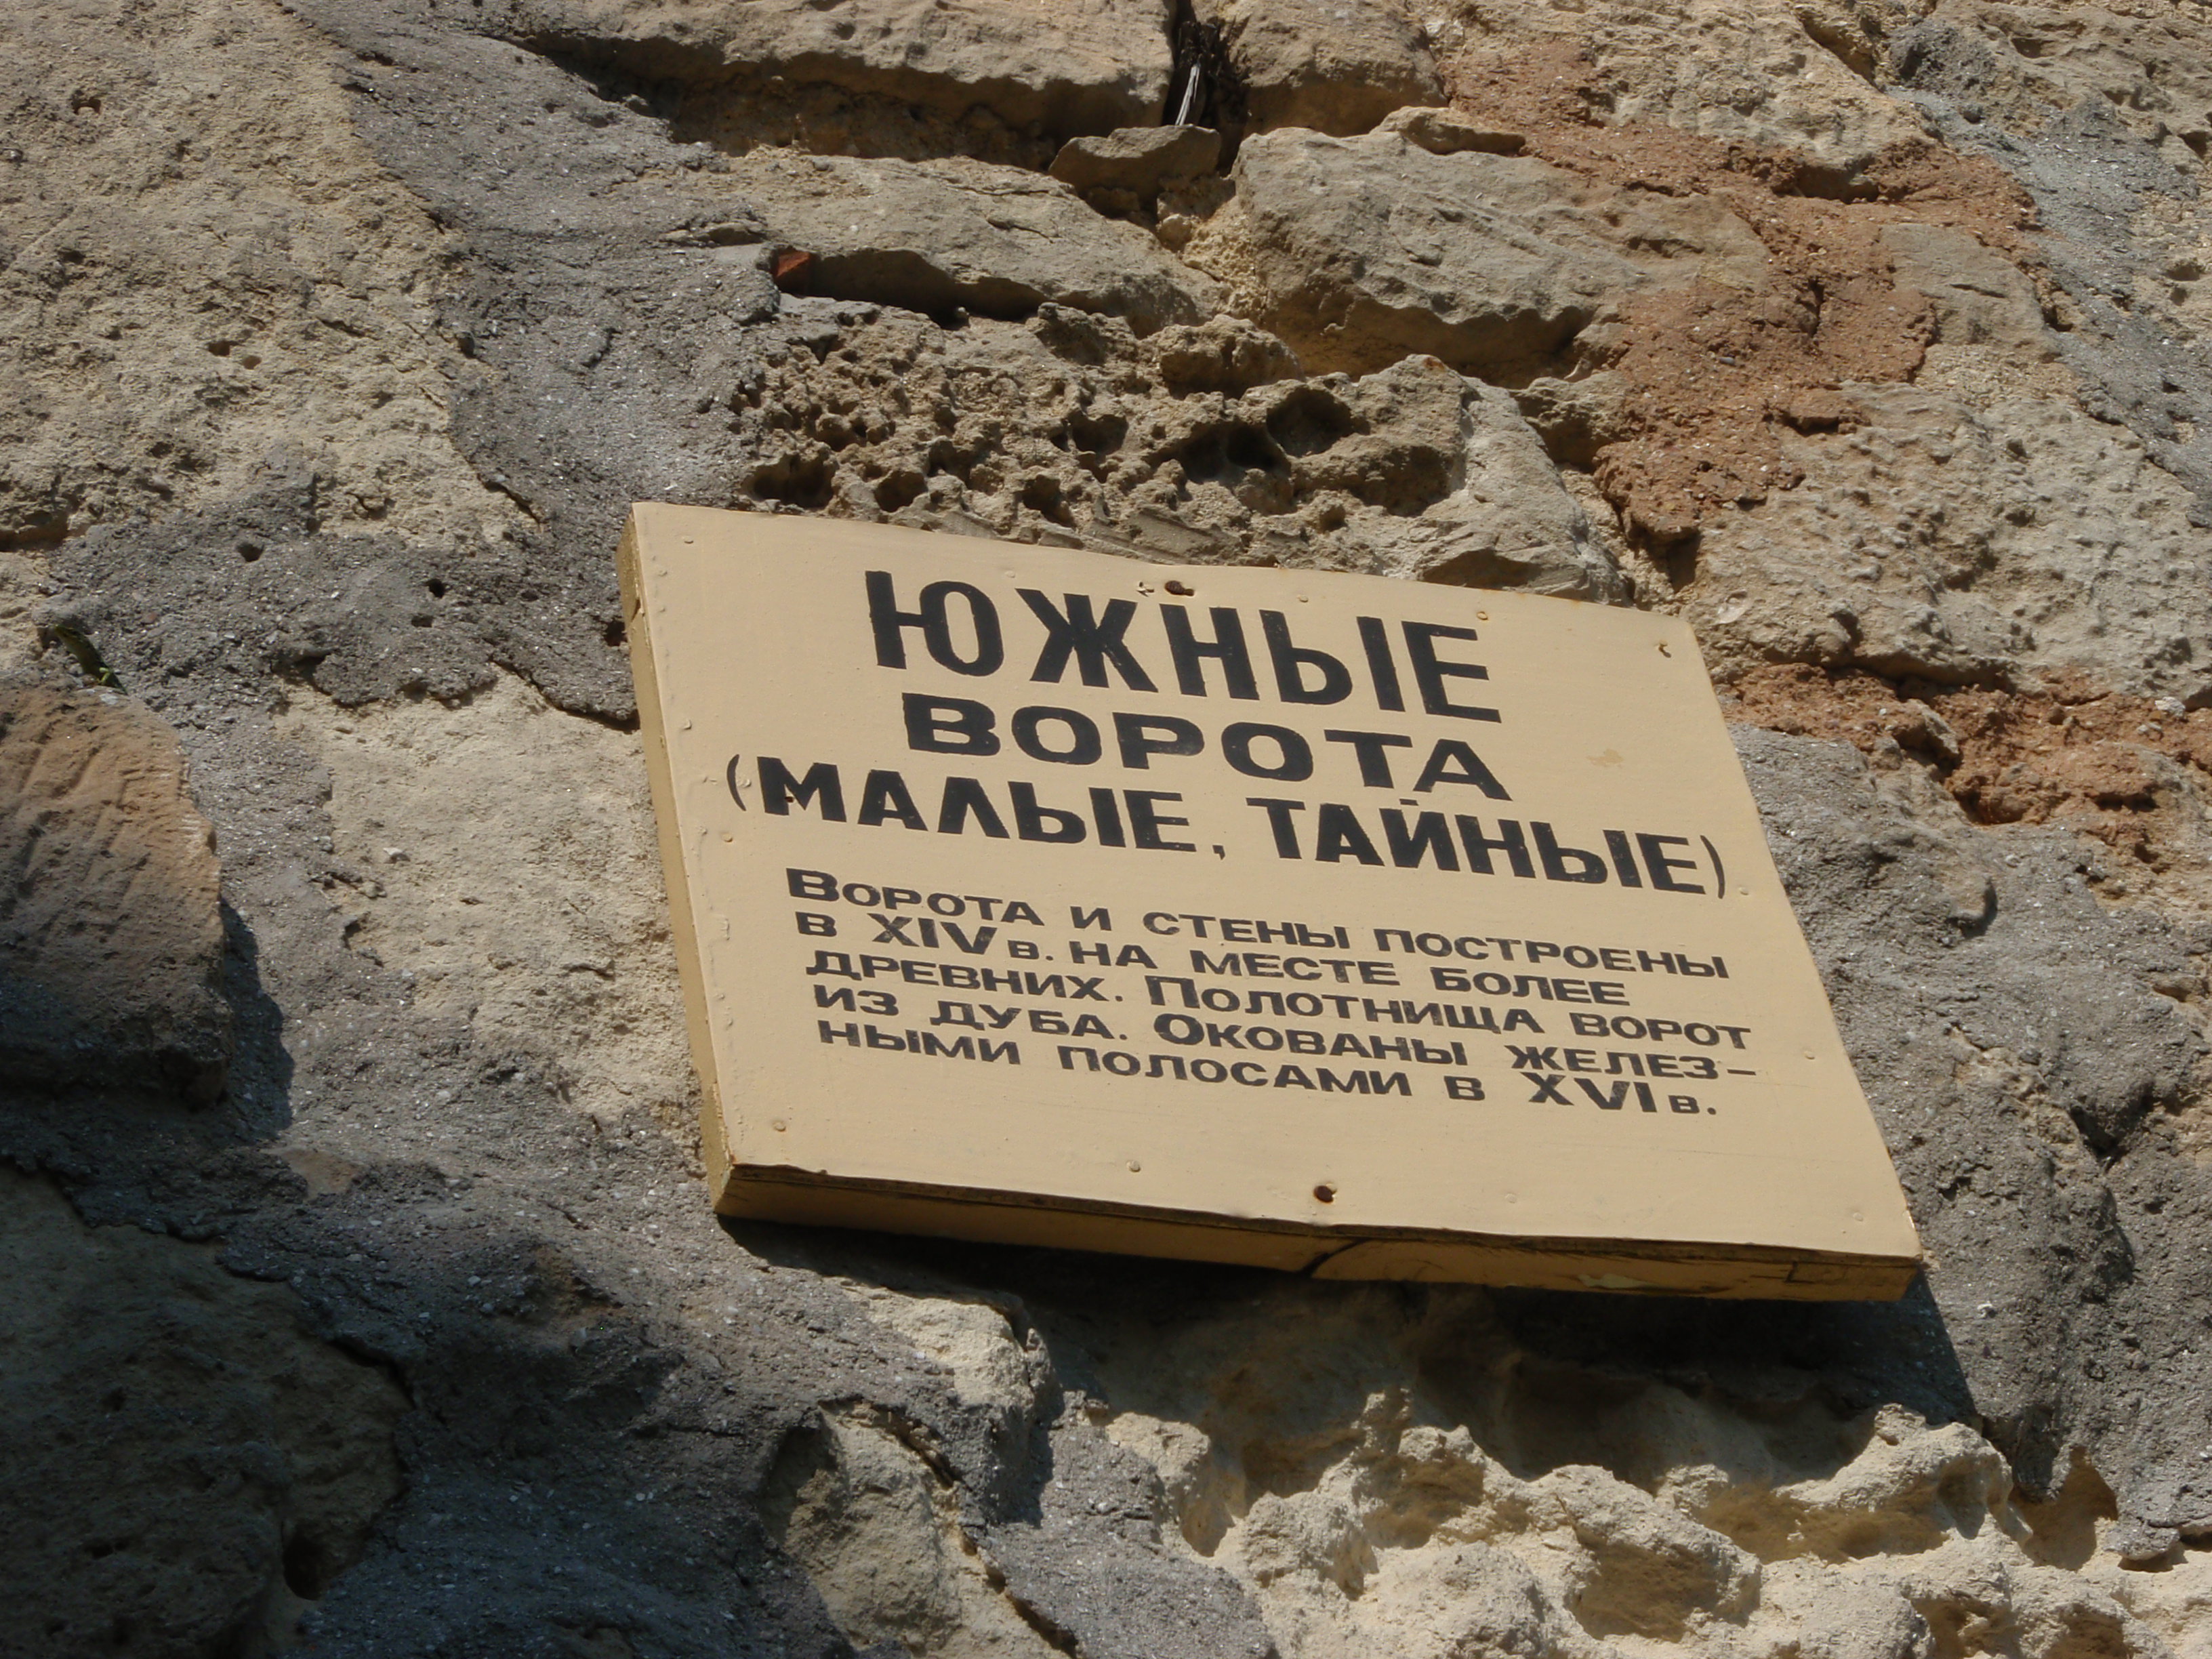 ЮЖНЫЕ
ВОРОТА
(МАЛЫЕ, ТАЙНЫЕ)
ВОРОТА И СТЕНЫ ПОСТРОЕНЫ
В XIV В. НА МЕСТЕ БОЛЕЕ
ДРЕВНИХ. ПОЛОТНИЩА ВОРОТ
ИЗ ДУБА. ОКОВАНЫ ЖЕЛЕЗ-
НЫМИ ПОЛОСАМИ В XVI В.